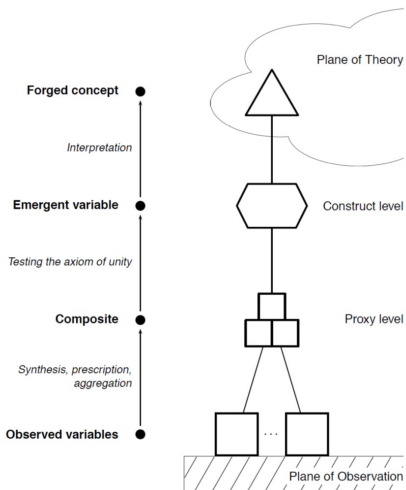 Plane of Theory
Forged concept
Interpretation
Emergent variable
Construct level
Testing the axiom of unity
Composite
Proxy level
Synthesis, prescription,
aggregation
Observed variables
...
Plane of Observation